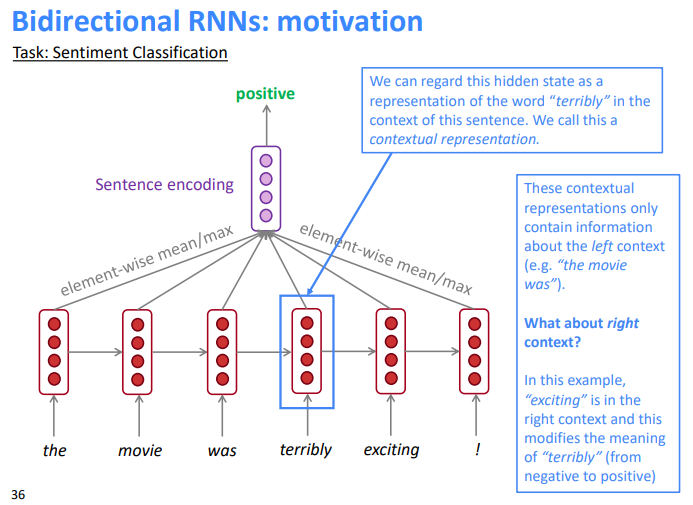 Bidirectional RNNs: motivation
Task: Sentiment Classification
positive
We can regard this hidden state as a
representation of the word “terribly” in the
context of this sentence. We call this a
contextual representation.
Sentence encoding
element-wise mean/max
element-wise mean/max
These contextual
representations only
contain information
about the left context
(e.g. “the movie
was”).
What about right
context?
In this example,
“exciting” is in the
right context and this
modifies the meaning
of “terribly” (from
negative to positive)
the
movie
was
terribly
exciting
!
36